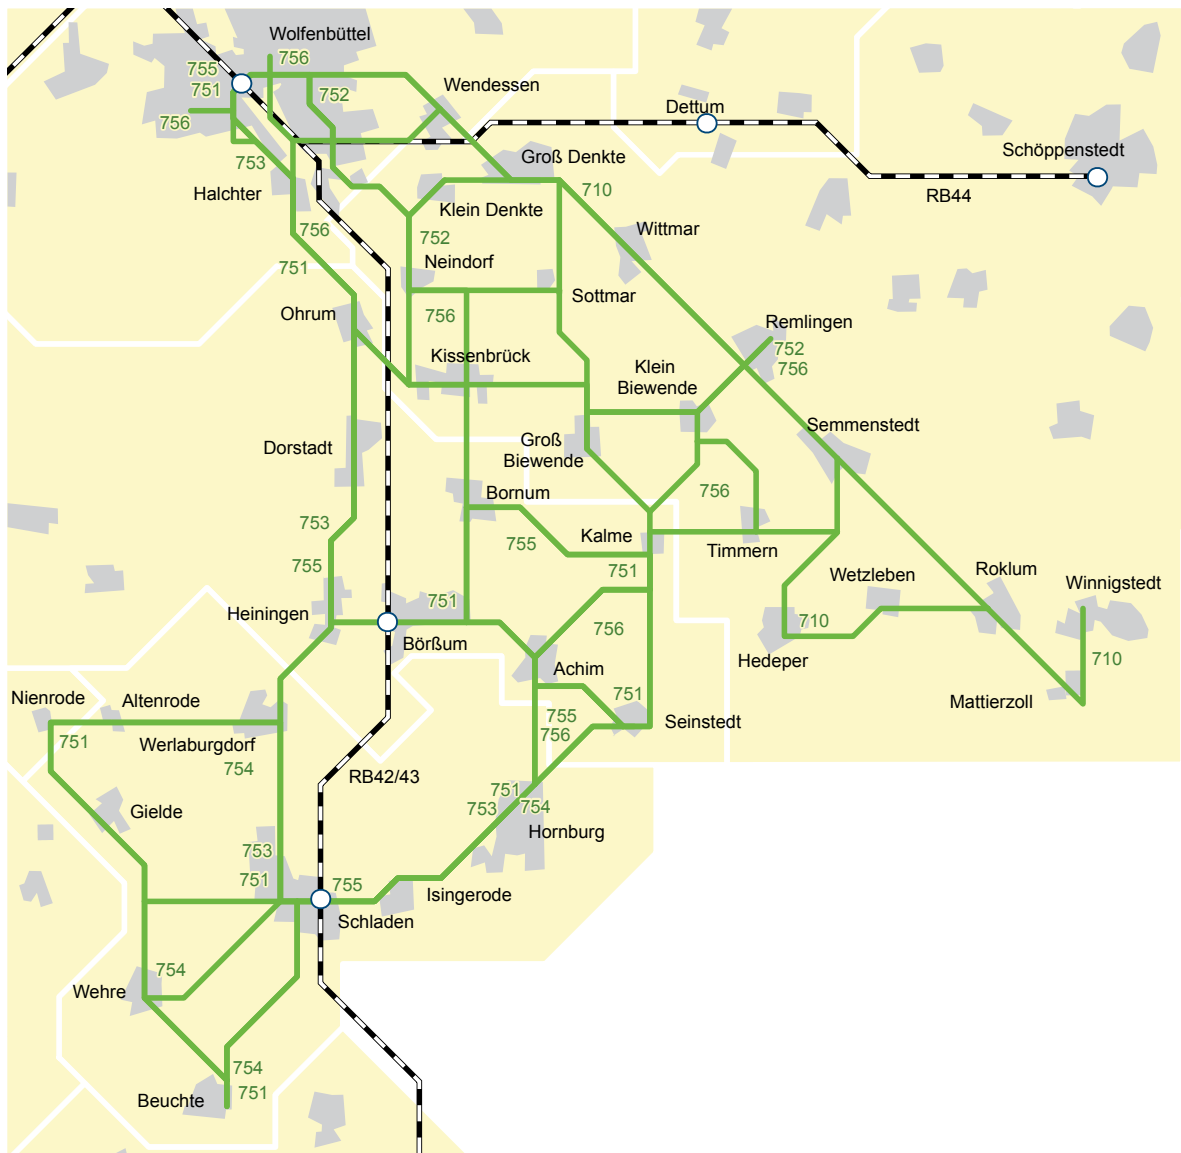 Wolfenbüttel
756
755
751
752
Wendessen
756
Dettum
Schöppenstedt
753
Groß Denkte
Halchter
710
RB44
Klein Denkte
756
752
Wittmar
751
Neindorf
Sottmar
Ohrum
756
Remlingen
752
756
Kissenbrück
Klein
Biewende
Semmenstedt
Dorstadt
Groß
Biewende
756
Bornum
753
Kalme
755
Timmern
755
751
Wetzleben
Roklum
Winnigstedt
Heiningen
751
710
756
Börßum
Hedeper
710
Achim
Nienrode
Altenrode
751
Mattierzoll
755
Seinstedt
756
751
Werlaburgdorf
754
RB42/43
751
753
754
Gielde
Hornburg
753
751
755
Isingerode
Schladen
754
Wehre
754
751
Beuchte